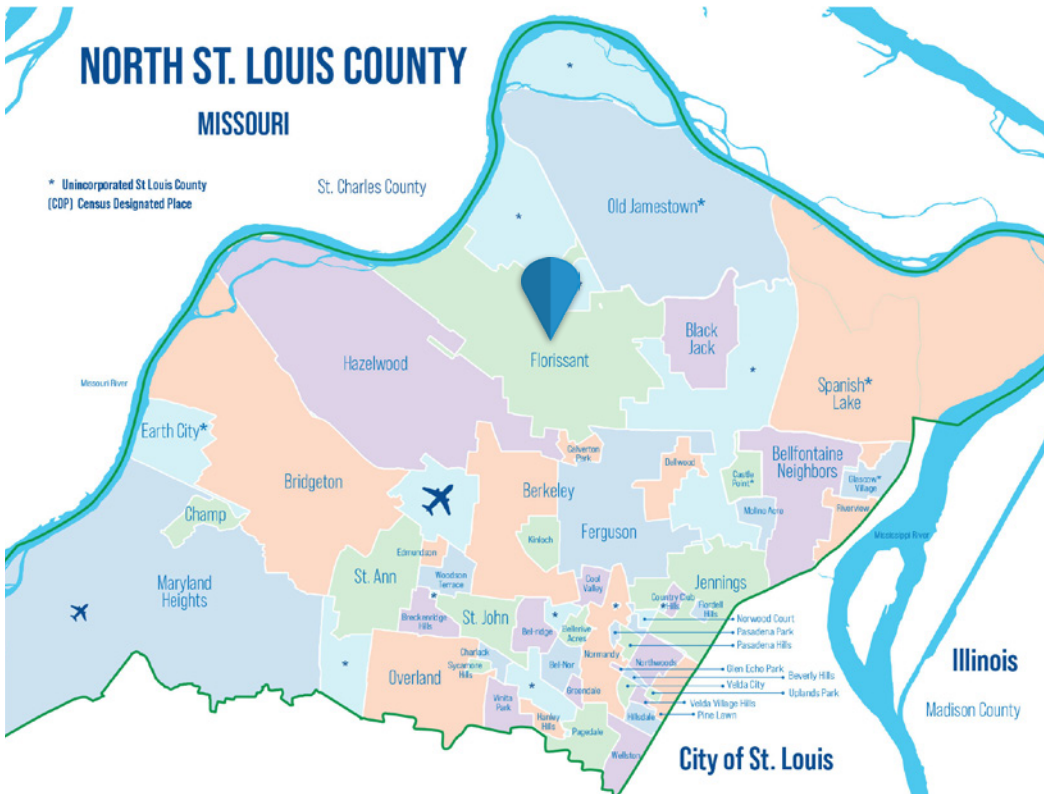 NORTH ST. LOUIS COUNTY
MISSOURI
* Unincorporated St Louis County
(CDP) Census Designated Place
St. Charles County
*
*
Old Jamestown*
Black
Jack
Florissant
Hazelwood
*
Missouri River
Spanish*
Lake
Earth City*
Calverton
Park
Bellfontaine
Neighbors
Dellwood
Castle
Point*
Glascow*
Village
Bridgeton
Berkeley
Champ
Molino Acre
Riverview
Ferguson
Mississippi River
Kinloch
Edmundson
St. Ann
Woodson
Terrace
Maryland
Heights
Cool
Valley
Jennings
*
Country Club
*Hills
Flordell
Hills
*
Breckenridge
Hills
St. John
Bel-ridge
*
Bellerive
Acres
Norwood Court
Pasadena Park
Pasadena Hills
Charlack
Normandy
Sycamore
Hills
*
Overland
Bel-Nor
Northwoods
Illinois
Glen Echo Park
Beverly Hills
*
Velda City
Greendale
Uplands Park
Vinita
Park
Velda Village Hills
Madison County
Hanley
Hills
Hillsdale
Pine Lawn
Pagedale
Wellston
City of St. Louis